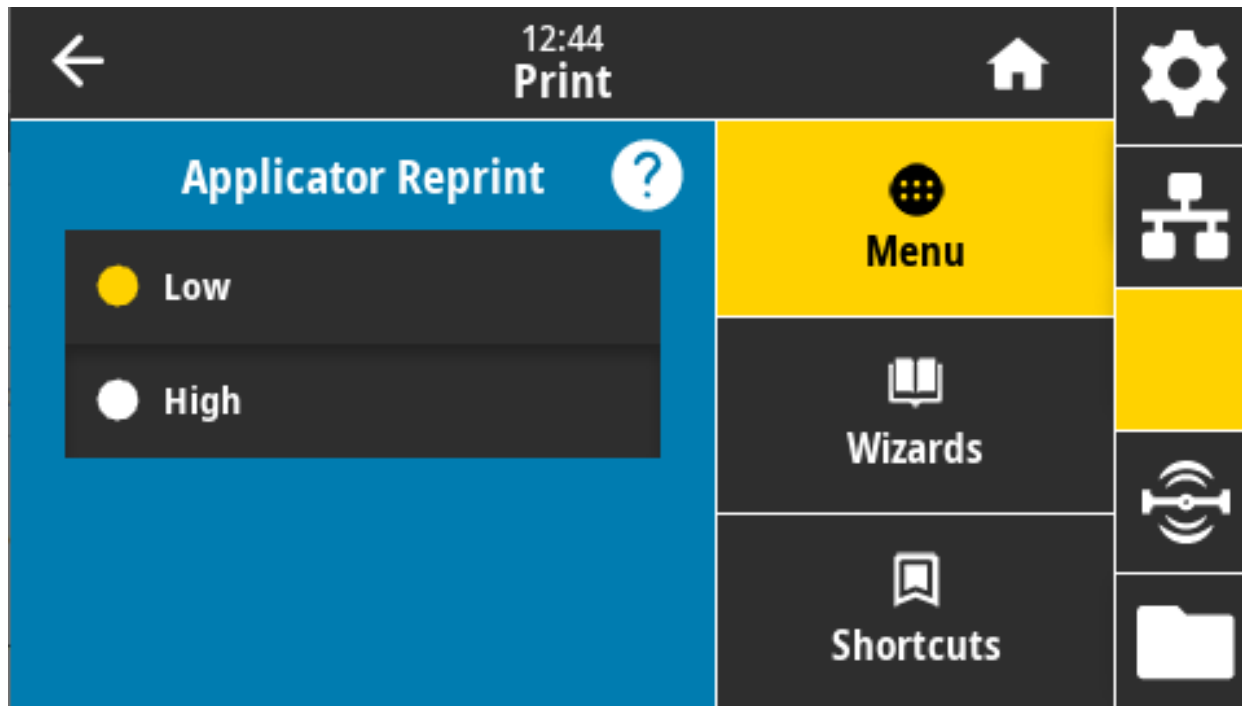 12:44
Print
Applicator Reprint
?
Low
High
Menu
Wizards
Shortcuts